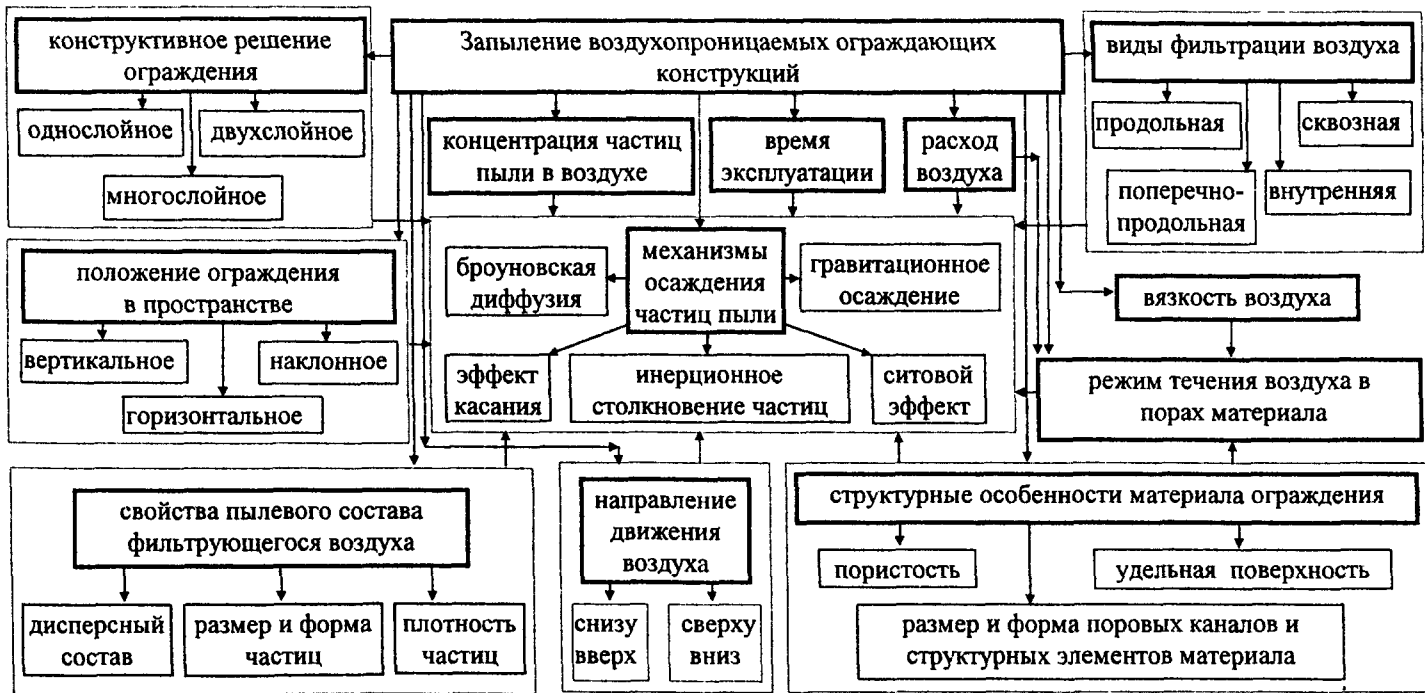 конструктивное решение
ограждения
однослойное
двухслойное
многослойное
Запыление воздухопроницаемых ограждающих
конструкций
виды фильтрации воздуха
продольная
сквозная
поперечно-
продольная
внутренняя
концентрация частиц
пыли в воздухе
время
эксплуатации
расход
воздуха
положение ограждения
в пространстве
вертикальное
наклонное
горизонтальное
механизмы
осаждения
частиц пыли
броуновская
диффузия
гравитационное
осаждение
эффект
касания
инерционное
столкновение частиц
ситовой
эффект
вязкость воздуха
режим течения воздуха в
порах материала
свойства пылевого состава
фильтрующегося воздуха
дисперсный
состав
размер и форма
частиц
плотность
частиц
направление
движения
воздуха
снизу
вверх
сверху
вниз
структурные особенности материала ограждения
пористость
удельная поверхность
размер и форма поровых каналов и
структурных элементов материала